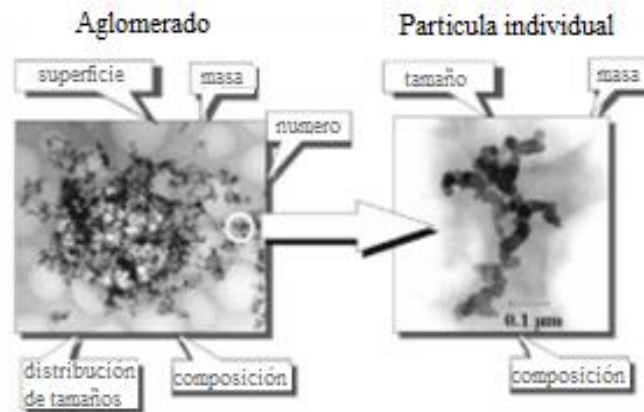 Aglomerado
Particula individual
superficie
masa
tamaño
masa
numero
0.1 µm
distribución
de tamaños
composición
composición